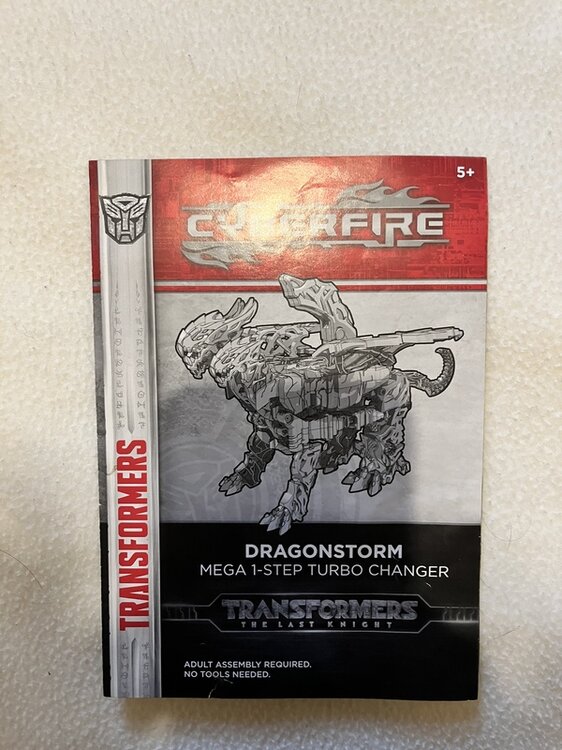 5+
CYBERFIRE
TRANSFORMERS
DRAGONSTORM
MEGA 1-STEP TURBO CHANGER
TRANSFORMERS
THE LAST KNIGHT
ADULT ASSEMBLY REQUIRED.
NO TOOLS NEEDED.